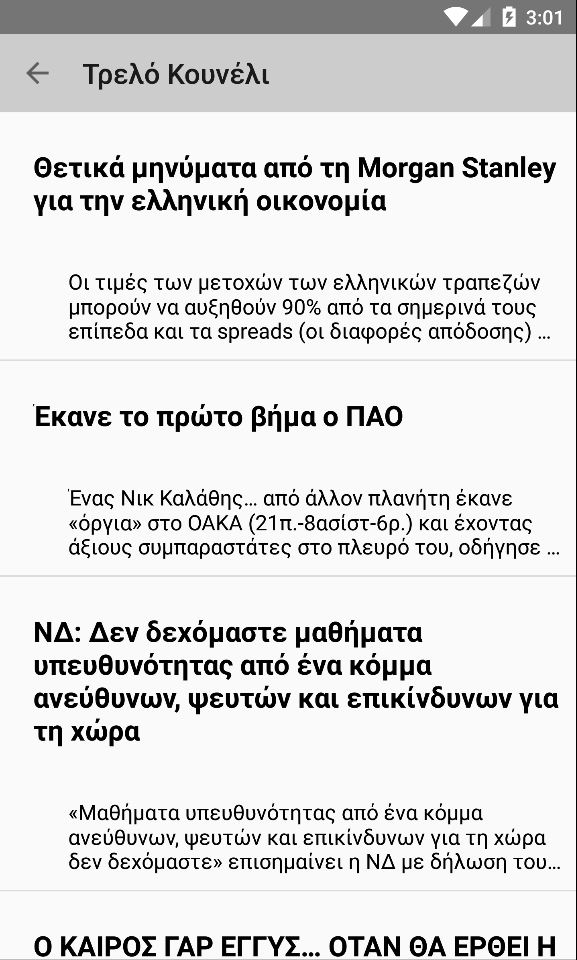 3:01
Τρελό Κουνέλι
Θετικά μηνύματα από τη Morgan Stanley
για την ελληνική οικονομία
Οι τιμές των μετοχών των ελληνικών τραπεζών
μπορούν να αυξηθούν 90% από τα σημερινά τους
επίπεδα και τα spreads (οι διαφορές απόδοσης) ...
Έκανε το πρώτο βήμα ο ΠΑΟ
Ένας Νικ Καλάθης... από άλλον πλανήτη έκανε
«όργια» στο ΟΑΚΑ (21π.-8ασίστ-6ρ.) και έχοντας
άξιους συμπαραστάτες στο πλευρό του, οδήγησε ...
ΝΔ: Δεν δεχόμαστε μαθήματα
υπευθυνότητας από ένα κόμμα
ανεύθυνων, ψευτών και επικίνδυνων για
τη χώρα
«Μαθήματα υπευθυνότητας από ένα κόμμα
ανεύθυνων, ψευτών και επικίνδυνων για τη χώρα
δεν δεχόμαστε» επισημαίνει η ΝΔ με δήλωση του...
Ο ΚΑΙΡΟΣ ΓΑΡ ΕΓΓΥΣ... ΟΤΑΝ ΘΑ ΕΡΘΕΙ Η